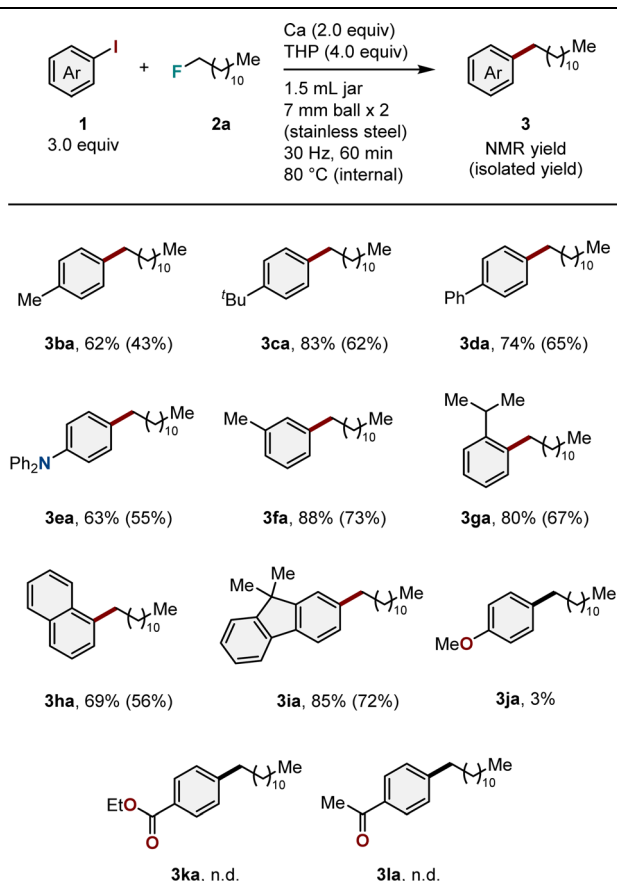 Ca (2.0 equiv)
THP (4.0 equiv)
Ar I + F 10 Me Ar 10 Me
1.5 mL jar
7 mm ball x 2
(stainless steel)
30 Hz, 60 min
80 °C (internal)
1 2a 3
3.0 equiv NMR yield
(isolated yield)
Me 10 Me
tBu 10 Me
Ph 10 Me
3ba, 62% (43%) 3ca, 83% (62%) 3da, 74% (65%)
Ph2N 10 Me
Me 10 Me
Me Me 10 Me
3ea, 63% (55%) 3fa, 88% (73%) 3ga, 80% (67%)
10 Me
Me Me 10 Me
MeO 10 Me
3ha, 69% (56%) 3ia, 85% (72%) 3ja, 3%
EtO O 10 Me
Me O 10 Me
3ka, n.d. 3la, n.d.